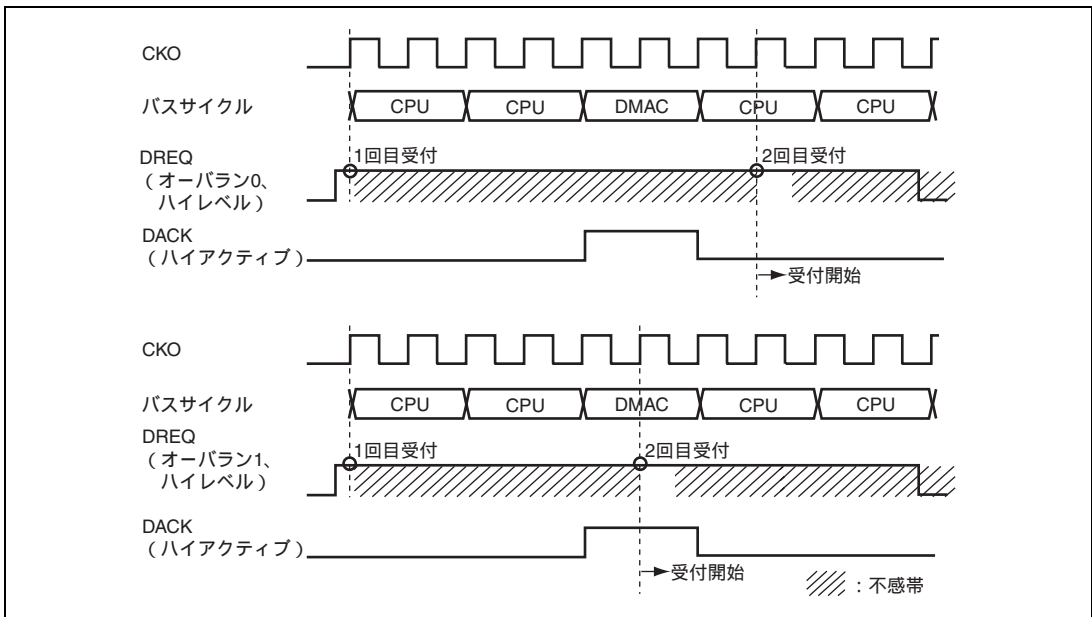 CKO
バスサイクル
CPU CPU DMAC CPU CPU
DREQ
（オーバラン0、
ハイレベル）
1回目受付 2回目受付
DACK
（ハイアクティブ）
受付開始
CKO
バスサイクル
CPU CPU DMAC CPU CPU
DREQ
（オーバラン1、
ハイレベル）
1回目受付 2回目受付
DACK
（ハイアクティブ）
受付開始
：不感帯